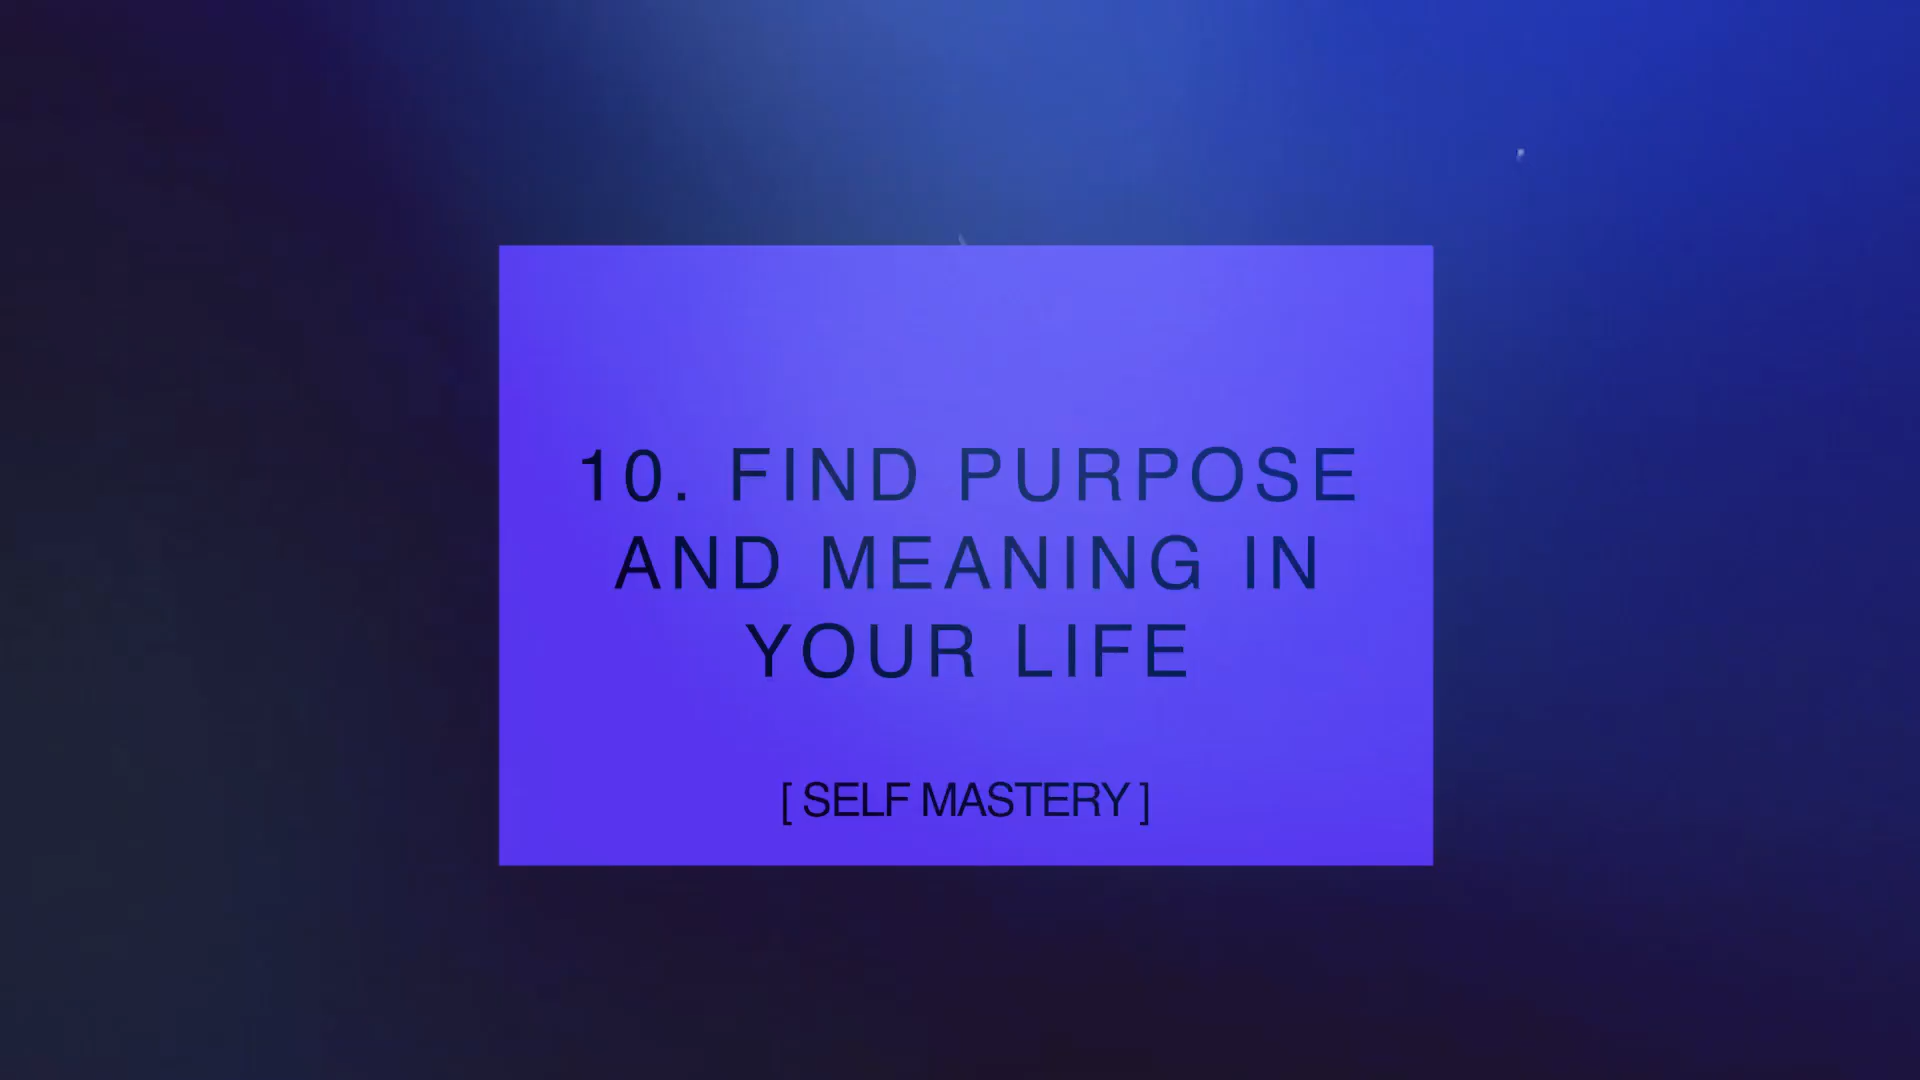 10. FIND PURPOSE
AND MEANING IN
YOUR LIFE
[ SELF MASTERY ]